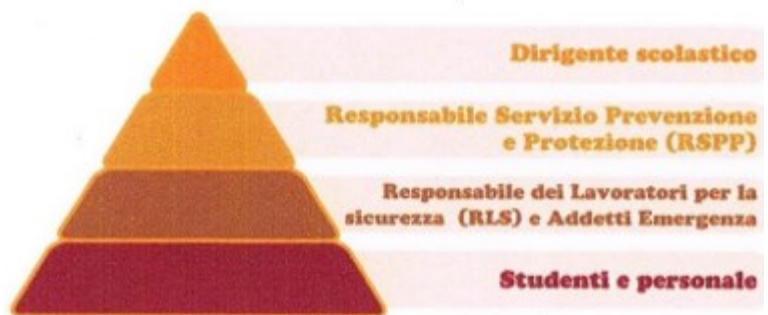 Dirigente scolastico
Responsabile Servizio Prevenzione
e Protezione (RSPP)
Responsabile dei Lavoratori per la
sicurezza (RLS) e Addetti Emergenza
Studenti e personale